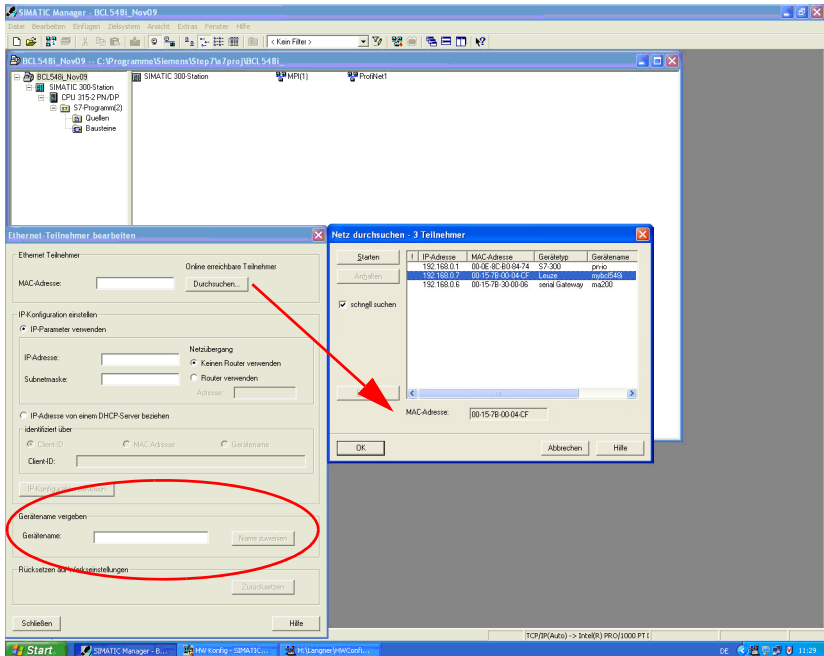 SIMATIC Manager - BCL548i_Nov09
Datei Bearbeiten Einfügen Zielsystem Ansicht Extras Fenster Hilfe
< Kein Filter >
BCL548i_Nov09 -- C:\Programme\Siemens\Step7\s7proj\BCL548i_
BCL548i_Nov09
SIMATIC 300-Station
CPU 315-2 PN/DP
S7-Programm(2)
Quellen
Bausteine
SIMATIC 300-Station MPI(1) ProfiNet1
Ethernet-Teilnehmer bearbeiten
Ethernet Teilnehmer
Online erreichbare Teilnehmer
MAC-Adresse: Durchsuchen...
IP-Konfiguration einstellen
IP-Parameter verwenden
Netzübergang
IP-Adresse: Keinen Router verwenden
Subnetmaske: Router verwenden
Adresse:
IP-Adresse von einem DHCP-Server beziehen
identifiziert über
Client-ID MAC-Adresse Gerätename
Client-ID:
Gerätename vergeben
Gerätename: Name zuweisen
Rücksetzen auf Werkseinstellungen
Zurücksetzen
Schließen Hilfe
Netz durchsuchen - 3 Teilnehmer
Starten
Anhalten
schnell suchen
! IP-Adresse MAC-Adresse Gerätetyp Gerätename
192.168.0.1 00-0E-8C-B0-84-74 S7-300 pn-io
192.168.0.7 00-15-7B-00-04-CF Leuze mybcl548i
192.168.0.6 00-15-7B-30-00-06 serial Gateway ma200
MAC-Adresse: 00-15-7B-00-04-CF
OK Abbrechen Hilfe
TCP/IP(Auto) -> Intel(R) PRO/1000 PT
Start SIMATIC Manager - B... HW Konfig - SIMATIC... H:\Langner\HWConfi... DE 11:29